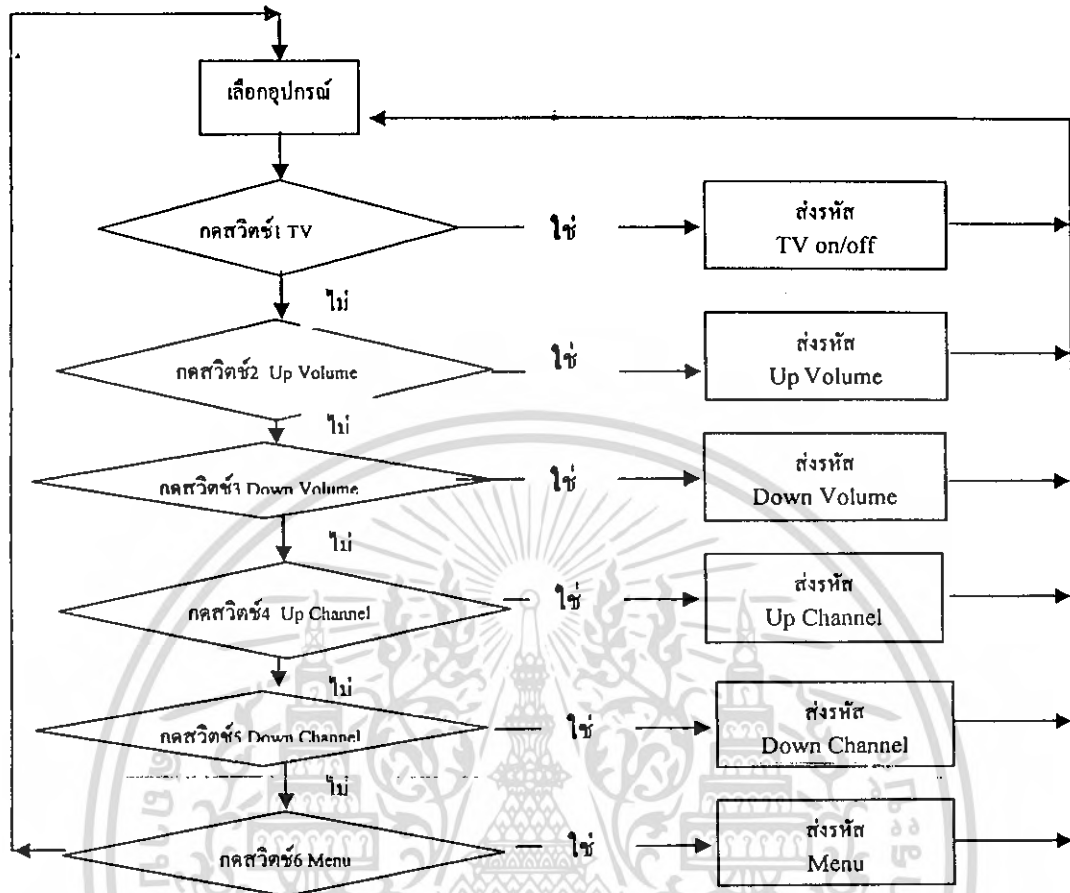 เลือกอุปกรณ์
กดสวิตช์1 TV
ใช่
ส่งรหัส
TV on/off
ไม่
กดสวิตช์2 Up Volume
ใช่
ส่งรหัส
Up Volume
ไม่
กดสวิตช์3 Down Volume
ใช่
ส่งรหัส
Down Volume
ไม่
กดสวิตช์4 Up Channel
ใช่
ส่งรหัส
Up Channel
ไม่
กดสวิตช์5 Down Channel
ใช่
ส่งรหัส
Down Channel
ไม่
กดสวิตช์6 Menu
ใช่
ส่งรหัส
Menu